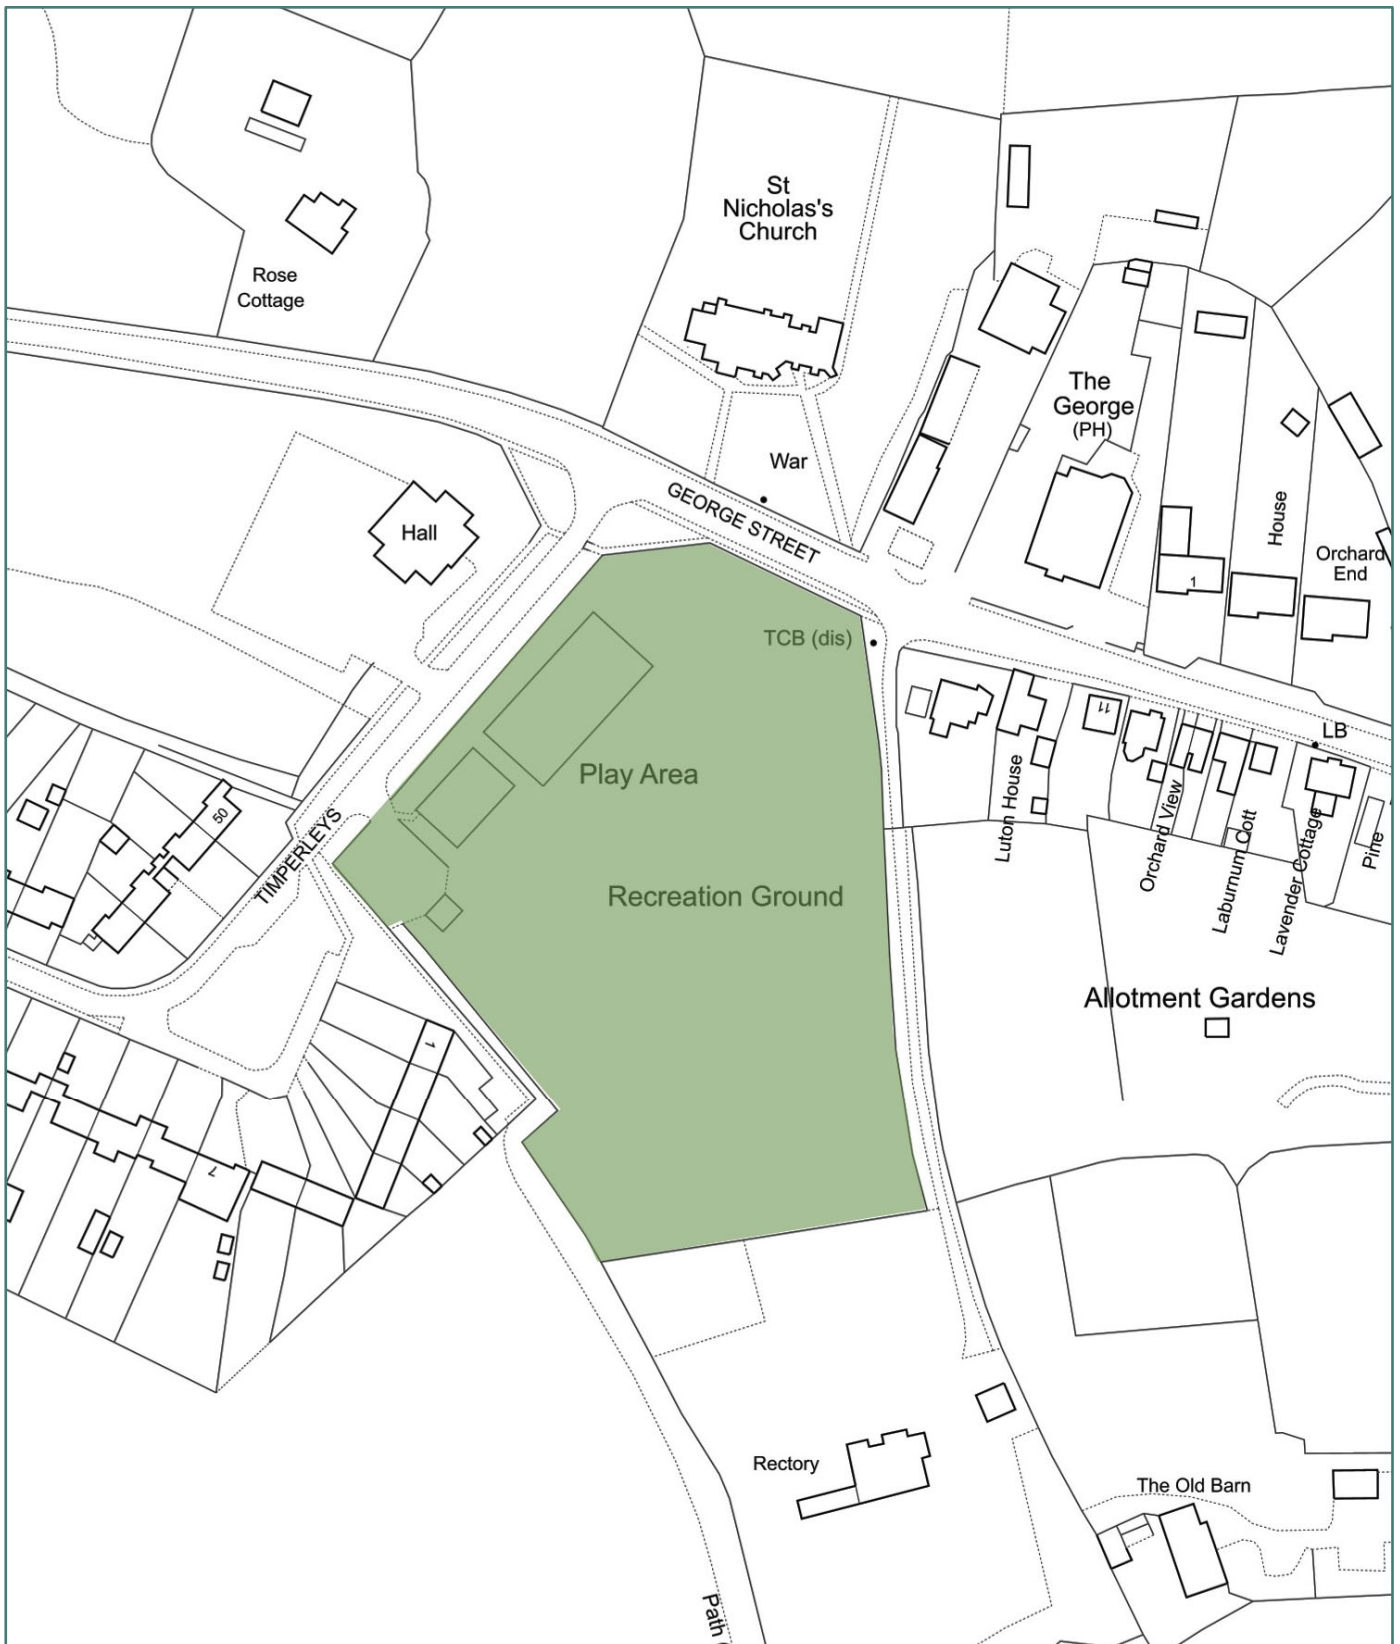 St
Nicholas's
Church
Rose
Cottage
The
George
(PH)
War
GEORGE STREET
Hall
House
Orchard
End
1
TCB (dis)
LB
11
Play Area
Luton House
Orchard View
Laburnum Cott
Lavender Cottage
Pine
50
TIMPERLEYS
Recreation Ground
Allotment Gardens
1
7
Rectory
The Old Barn
Path